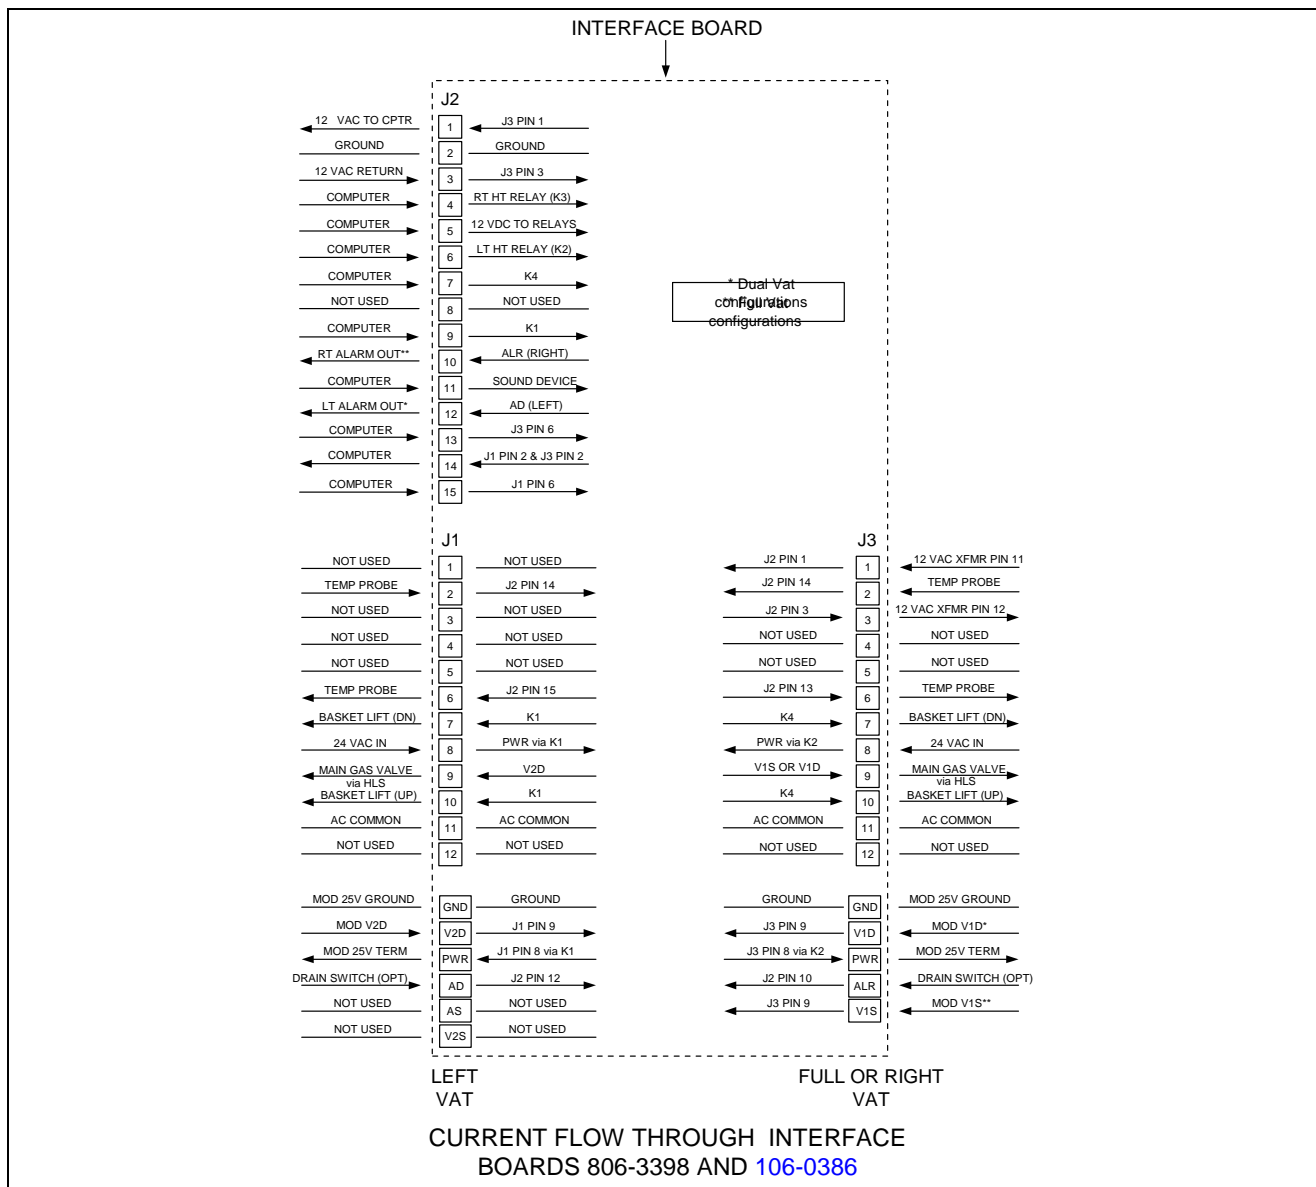 INTERFACE BOARD
J2
12 VAC TO CPTR 1 J3 PIN 1
GROUND 2 GROUND
12 VAC RETURN 3 J3 PIN 3
COMPUTER 4 RT HT RELAY (K3)
COMPUTER 5 12 VDC TO RELAYS
COMPUTER 6 LT HT RELAY (K2)
COMPUTER 7 K4
NOT USED 8 NOT USED
COMPUTER 9 K1
RT ALARM OUT** 10 ALR (RIGHT)
COMPUTER 11 SOUND DEVICE
LT ALARM OUT* 12 AD (LEFT)
COMPUTER 13 J3 PIN 6
COMPUTER 14 J1 PIN 2 & J3 PIN 2
COMPUTER 15 J1 PIN 6
* Dual Vat
configurations
** Full Vat
configurations
J1
NOT USED 1 NOT USED
TEMP PROBE 2 J2 PIN 14
NOT USED 3 NOT USED
NOT USED 4 NOT USED
NOT USED 5 NOT USED
TEMP PROBE 6 J2 PIN 15
BASKET LIFT (DN) 7 K1
24 VAC IN 8 PWR via K1
MAIN GAS VALVE via HLS 9 V2D
BASKET LIFT (UP) 10 K1
AC COMMON 11 AC COMMON
NOT USED 12 NOT USED
MOD 25V GROUND GND GROUND
MOD V2D V2D J1 PIN 9
MOD 25V TERM PWR J1 PIN 8 via K1
DRAIN SWITCH (OPT) AD J2 PIN 12
NOT USED AS NOT USED
NOT USED V2S NOT USED
J3
J2 PIN 1 1 12 VAC XFMR PIN 11
J2 PIN 14 2 TEMP PROBE
J2 PIN 3 3 12 VAC XFMR PIN 12
NOT USED 4 NOT USED
NOT USED 5 NOT USED
J2 PIN 13 6 TEMP PROBE
K4 7 BASKET LIFT (DN)
PWR via K2 8 24 VAC IN
V1S OR V1D 9 MAIN GAS VALVE via HLS
K4 10 BASKET LIFT (UP)
AC COMMON 11 AC COMMON
NOT USED 12 NOT USED
GROUND GND MOD 25V GROUND
J3 PIN 9 V1D MOD V1D*
J3 PIN 8 via K2 PWR MOD 25V TERM
J2 PIN 10 ALR DRAIN SWITCH (OPT)
J3 PIN 9 V1S MOD V1S**
LEFT
VAT
FULL OR RIGHT
VAT
CURRENT FLOW THROUGH INTERFACE
BOARDS 806-3398 AND 106-0386